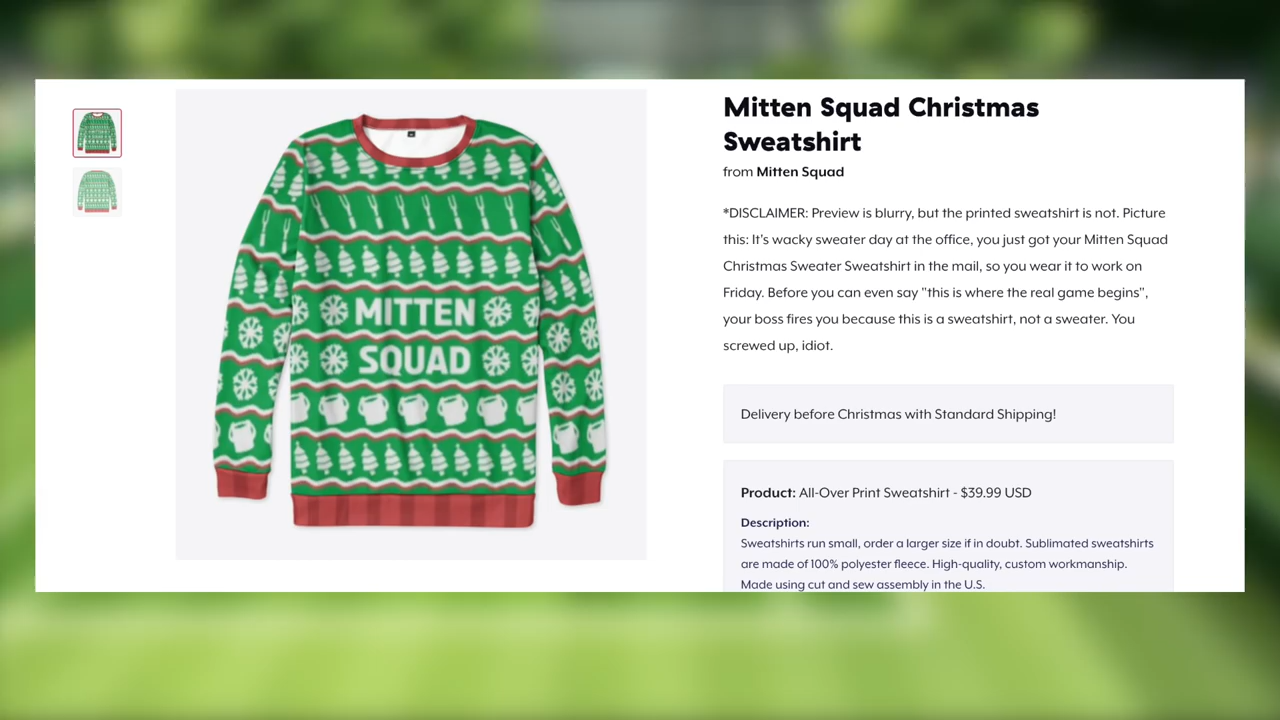 Mitten Squad Christmas
Sweatshirt
from Mitten Squad
*DISCLAIMER: Preview is blurry, but the printed sweatshirt is not. Picture
this: It's wacky sweater day at the office, you just got your Mitten Squad
Christmas Sweater Sweatshirt in the mail, so you wear it to work on
Friday. Before you can even say "this is where the real game begins",
your boss fires you because this is a sweatshirt, not a sweater. You
screwed up, idiot.
MITTEN
SQUAD
Delivery before Christmas with Standard Shipping!
Product: All-Over Print Sweatshirt - $39.99 USD
Description:
Sweatshirts run small, order a larger size if in doubt. Sublimated sweatshirts
are made of 100% polyester fleece. High-quality, custom workmanship.
Made using cut and sew assembly in the U.S.